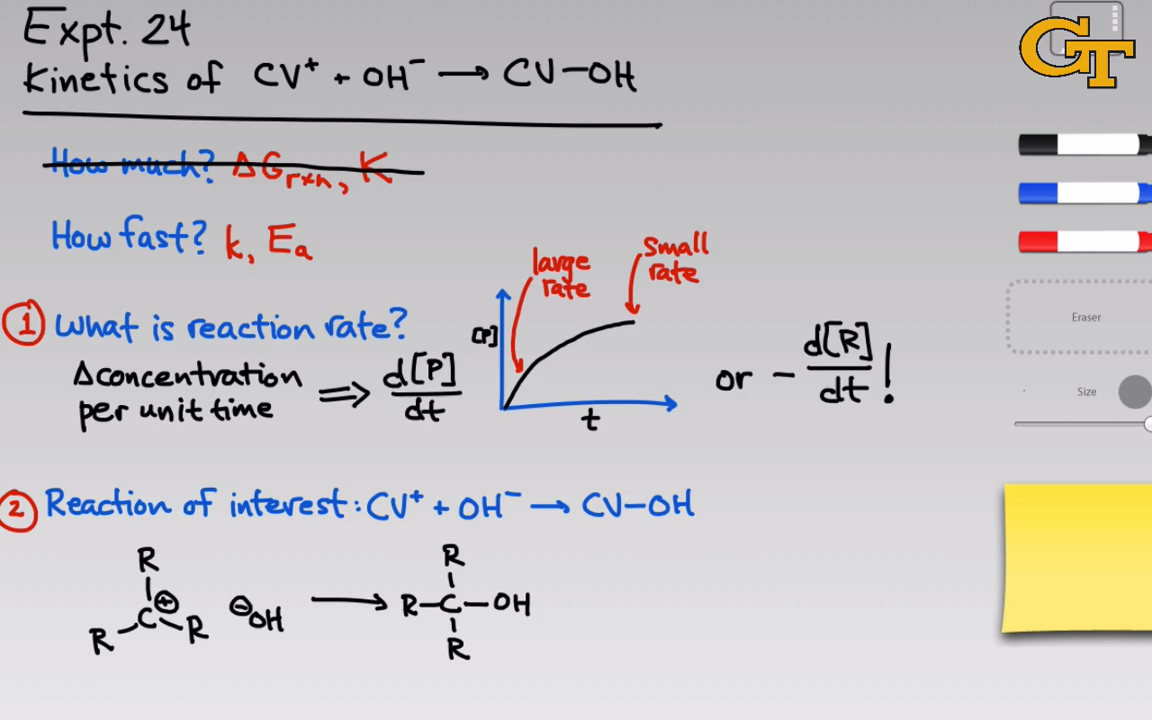 Expt. 24
GT
Kinetics of CV⁺ + OH⁻ → CV–OH
How much? ΔG rxn, K
How fast? k, Ea
large rate
small rate
① What is reaction rate?
Δconcentration per unit time ⇒ d[P]/dt
[P]
t
or – d[R]/dt !
Eraser
Size
② Reaction of interest: CV⁺ + OH⁻ → CV–OH
R
R
C ⊕ ⊖OH → R–C–OH
R R
R